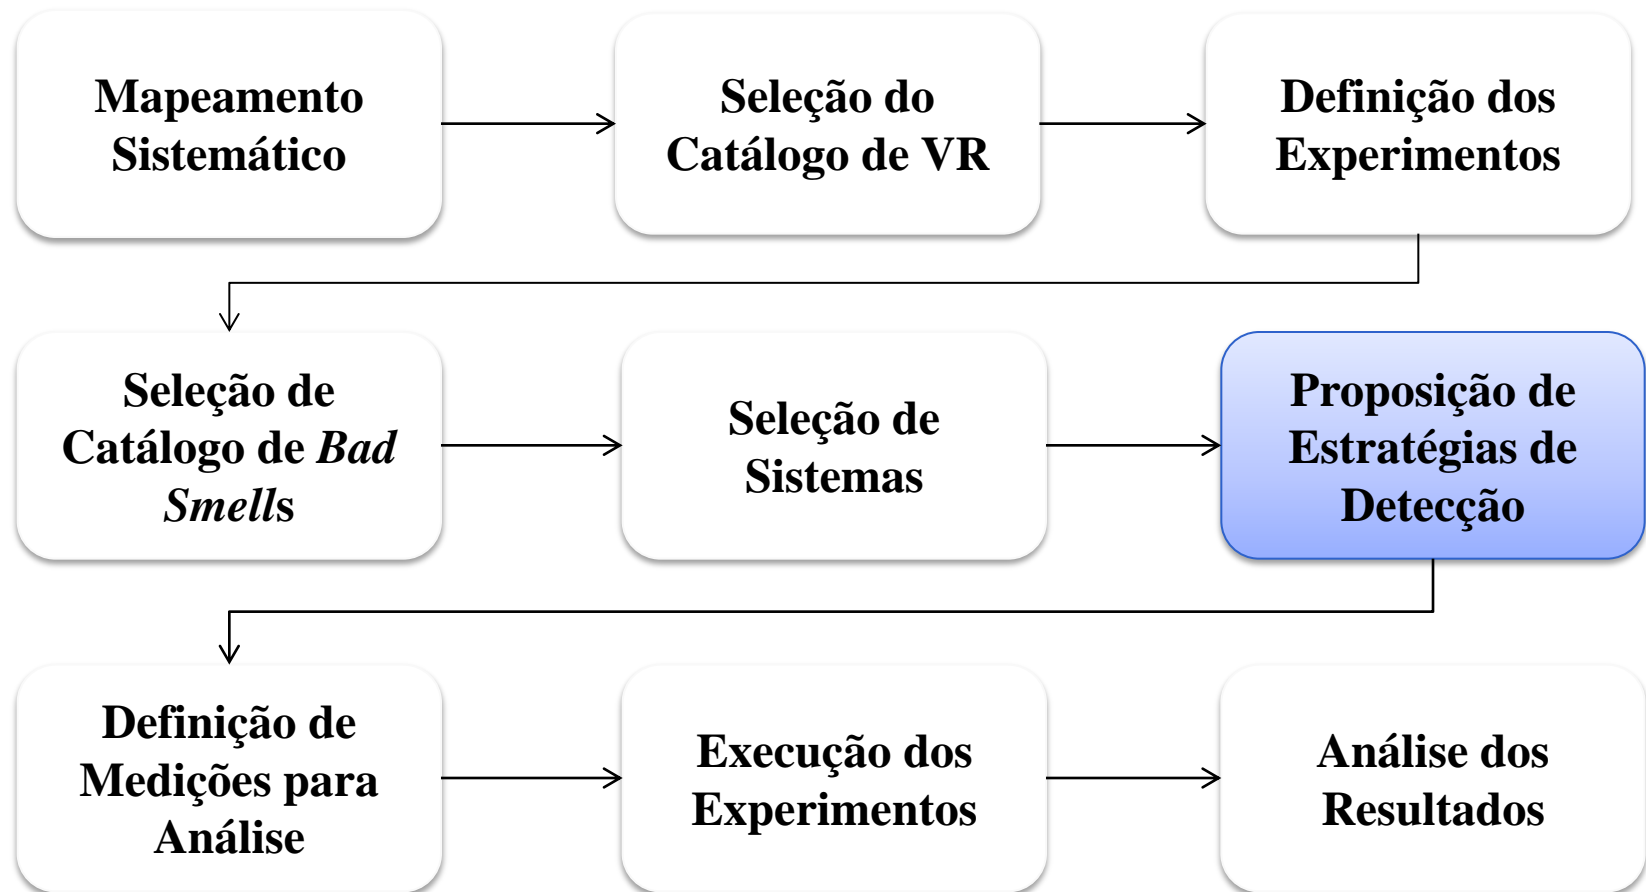 Mapeamento
Sistemático
Seleção do
Catálogo de VR
Definição dos
Experimentos
Seleção de
Catálogo de Bad
Smells
Seleção de
Sistemas
Proposição de
Estratégias de
Detecção
Definição de
Medições para
Análise
Execução dos
Experimentos
Análise dos
Resultados